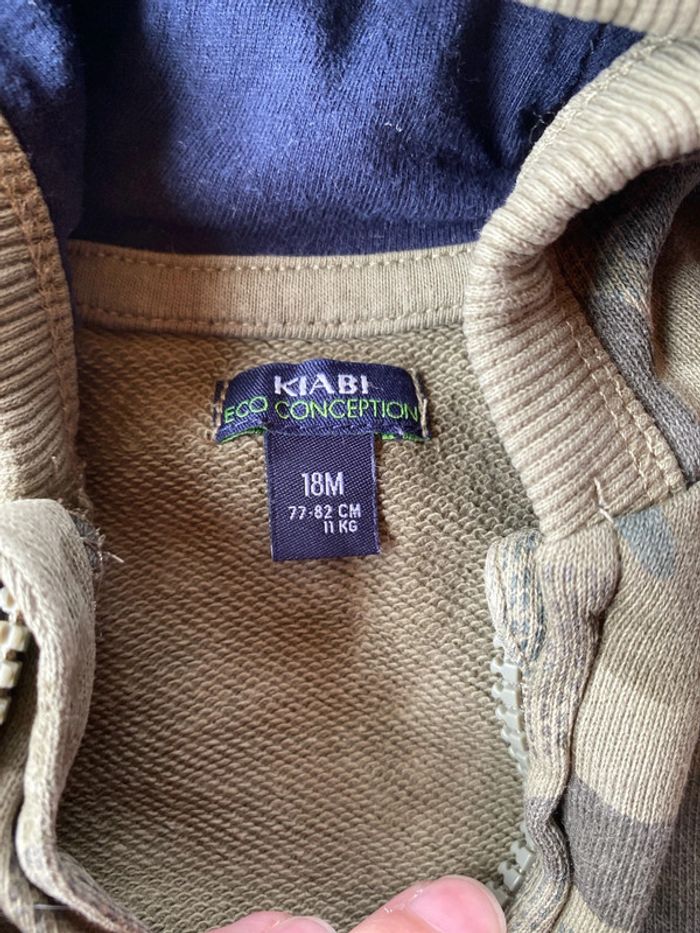 KIABI
ECO CONCEPTION
18M
77-82 CM
11 KG